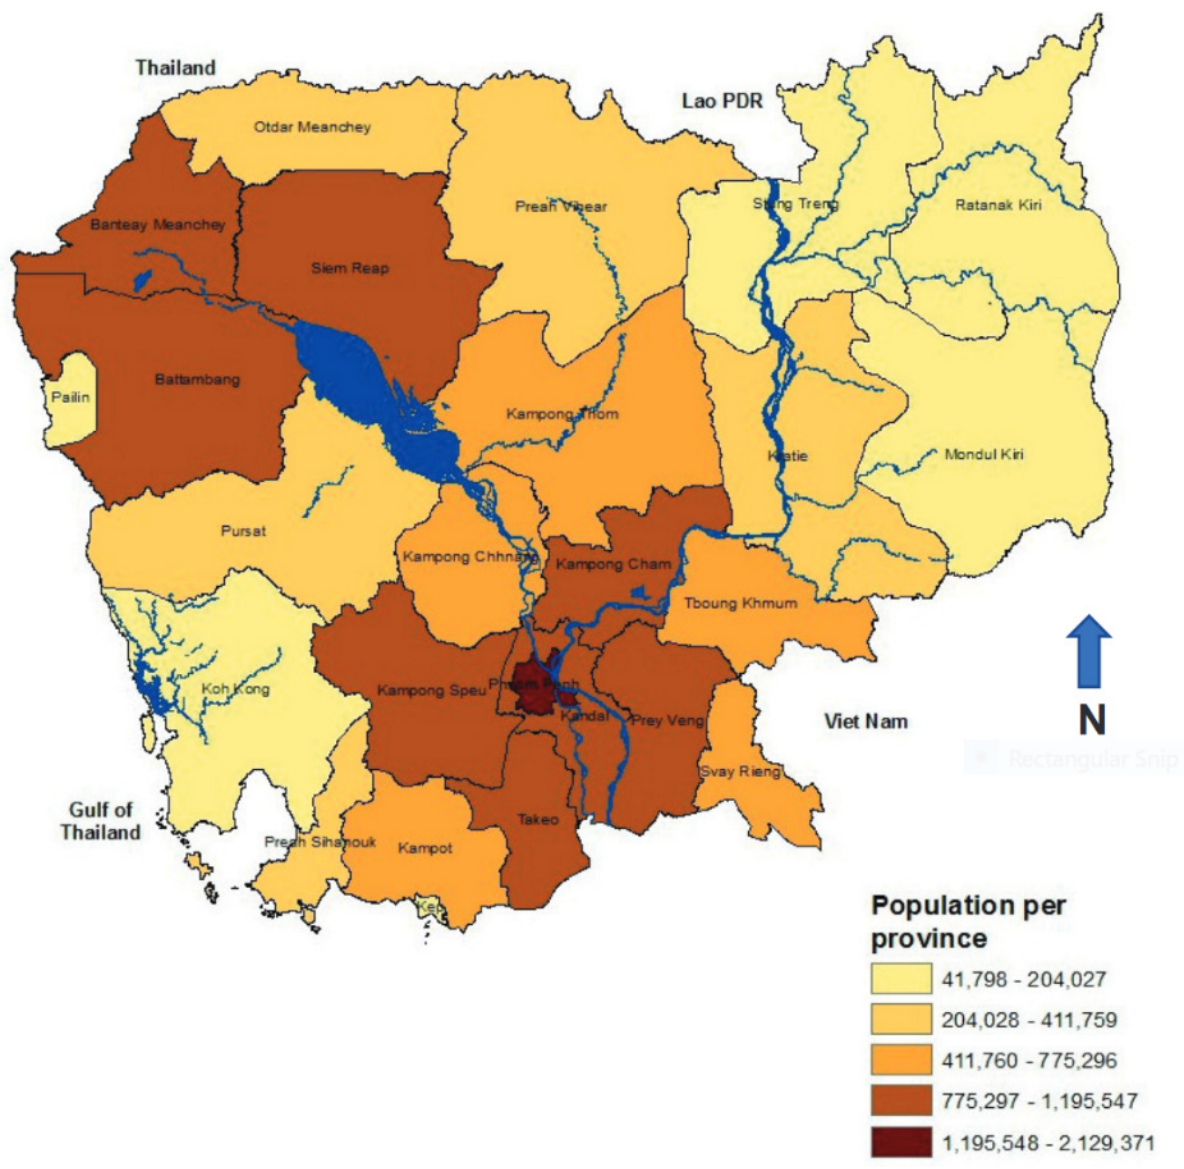 Thailand
Lao PDR
Otdar Meanchey
Preah Vihear
Stung Treng
Ratanak Kiri
Banteay Meanchey
Siem Reap
Battambang
Pailin
Kampong Thom
Kratie
Mondul Kiri
Pursat
Kampong Chhnang
Kampong Cham
Tboung Khmum
Koh Kong
Kampong Speu
Phnom Penh
Kandal
Prey Veng
Viet Nam
N
Rectangular Snip
Svay Rieng
Gulf of
Thailand
Takeo
Preah Sihanouk
Kampot
Kep
Population per
province
41,798 - 204,027
204,028 - 411,759
411,760 - 775,296
775,297 - 1,195,547
1,195,548 - 2,129,371